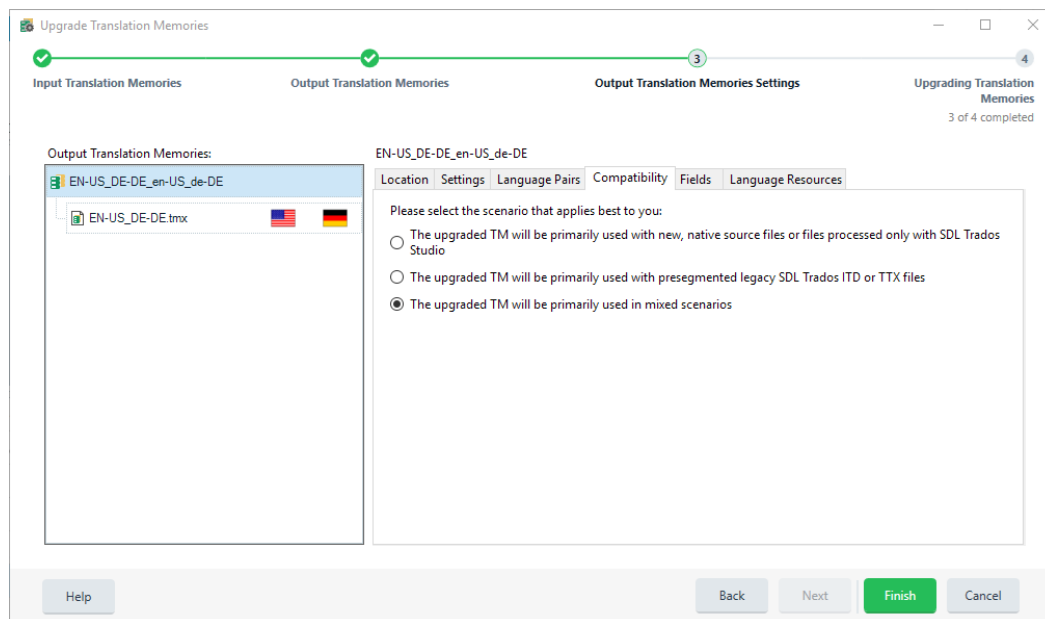 Upgrade Translation Memories
3
4
Input Translation Memories
Output Translation Memories
Output Translation Memories Settings
Upgrading Translation
Memories
3 of 4 completed
Output Translation Memories:
EN-US_DE-DE_en-US_de-DE
EN-US_DE-DE.tmx
EN-US_DE-DE_en-US_de-DE
Location Settings Language Pairs Compatibility Fields Language Resources
Please select the scenario that applies best to you:
The upgraded TM will be primarily used with new, native source files or files processed only with SDL Trados
Studio
The upgraded TM will be primarily used with presegmented legacy SDL Trados ITD or TTX files
The upgraded TM will be primarily used in mixed scenarios
Help
Back
Next
Finish
Cancel